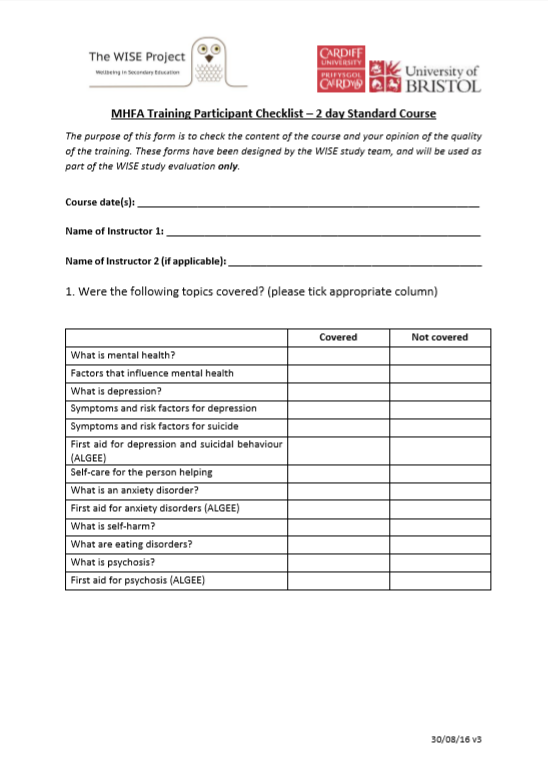 The WISE Project
Wellbeing in Secondary Education
CARDIFF
UNIVERSITY
PRIFYSGOL
CAERDYDD
University of
BRISTOL
MHFA Training Participant Checklist – 2 day Standard Course
The purpose of this form is to check the content of the course and your opinion of the quality
of the training. These forms have been designed by the WISE study team, and will be used as
part of the WISE study evaluation only.
Course date(s):
Name of Instructor 1:
Name of Instructor 2 (if applicable):
1. Were the following topics covered? (please tick appropriate column)
Covered Not covered
What is mental health?
Factors that influence mental health
What is depression?
Symptoms and risk factors for depression
Symptoms and risk factors for suicide
First aid for depression and suicidal behaviour
(ALGEE)
Self-care for the person helping
What is an anxiety disorder?
First aid for anxiety disorders (ALGEE)
What is self-harm?
What are eating disorders?
What is psychosis?
First aid for psychosis (ALGEE)
30/08/16 v3